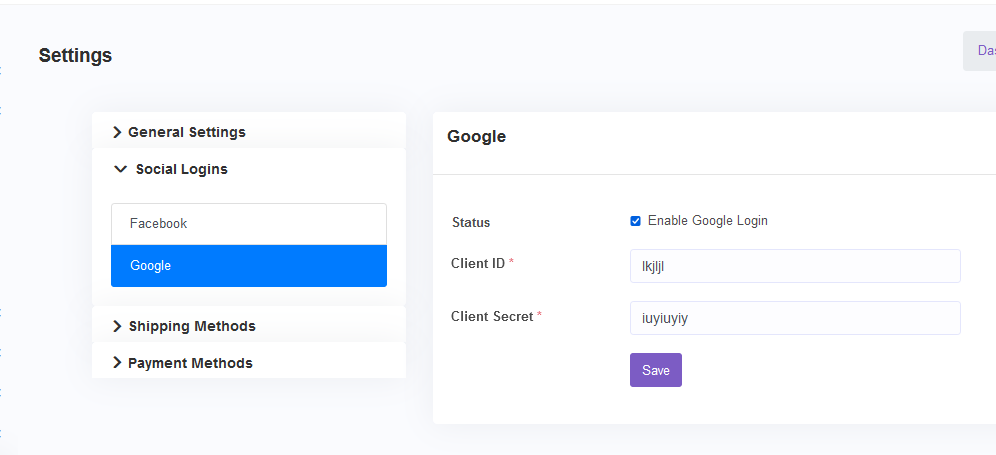 Settings
General Settings
Social Logins
Facebook
Google
Shipping Methods
Payment Methods
Google
Status
Enable Google Login
Client ID *
lkjljl
Client Secret *
iuyiuyiy
Save